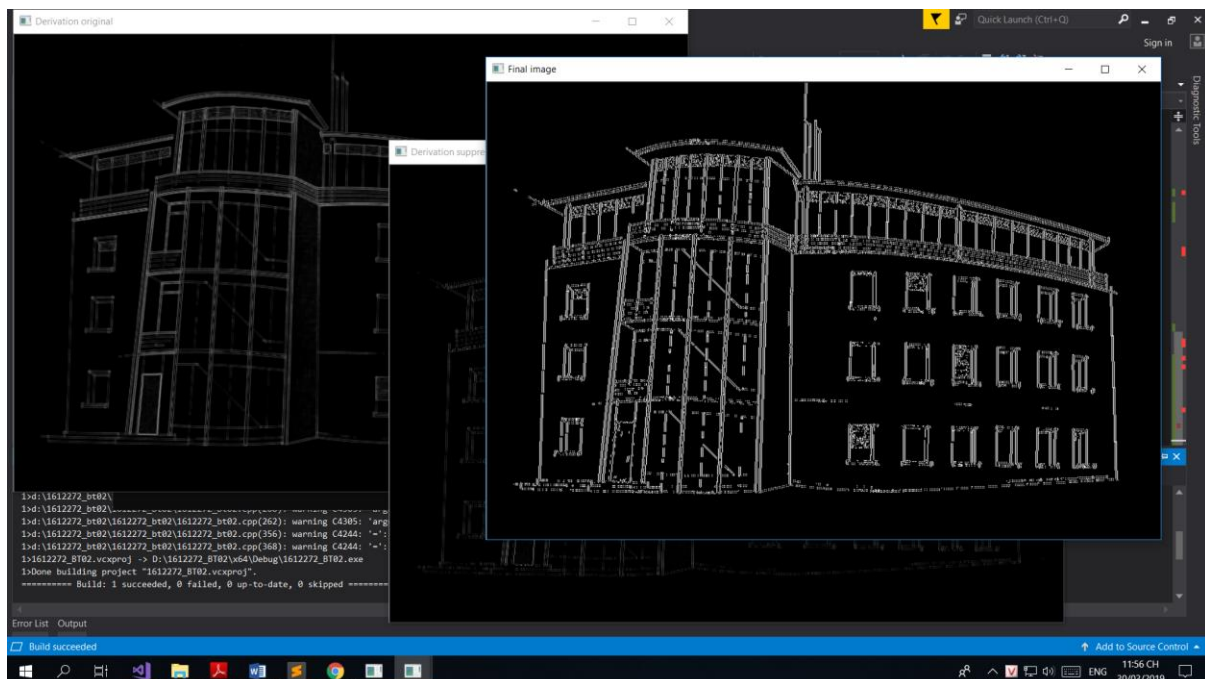 Derivation original
Quick Launch (Ctrl+Q)
Sign in
Final image
Diagnostic Tools
Derivation suppre
1>d:\1612272_bt02\
1>d:\1612272_bt02\1612272_bt02.cpp(262): warning C4305: 'arg
1>d:\1612272_bt02\1612272_bt02\1612272_bt02.cpp(356): warning C4244: '=':
1>d:\1612272_bt02\1612272_bt02\1612272_bt02.cpp(368): warning C4244: '=':
1>1612272_BT02.vcxproj -> D:\1612272_BT02\x64\Debug\1612272_BT02.exe
1>Done building project "1612272_BT02.vcxproj".
========== Build: 1 succeeded, 0 failed, 0 up-to-date, 0 skipped ========
Error List Output
Build succeeded
Add to Source Control
ENG
11:56 CH
30/03/2019